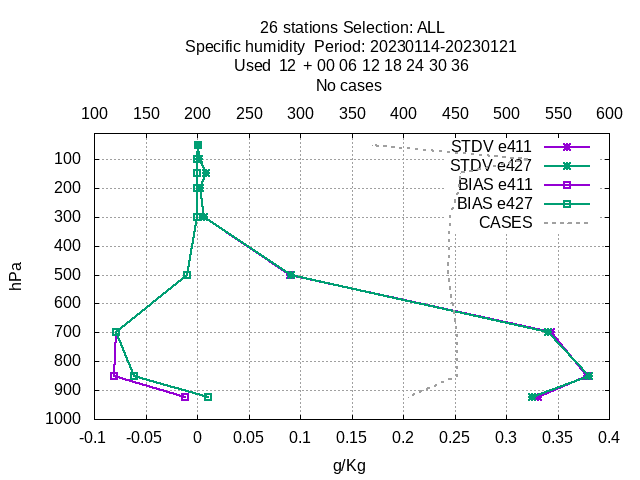 26 stations Selection: ALL
Specific humidity  Period: 20230114-20230121
Used  12  + 00 06 12 18 24 30 36
No cases
100 150 200 250 300 350 400 450 500 550 600
STDV e411
STDV e427
BIAS e411
BIAS e427
CASES
hPa
100
200
300
400
500
600
700
800
900
1000
-0.1 -0.05 0 0.05 0.1 0.15 0.2 0.25 0.3 0.35 0.4
g/Kg